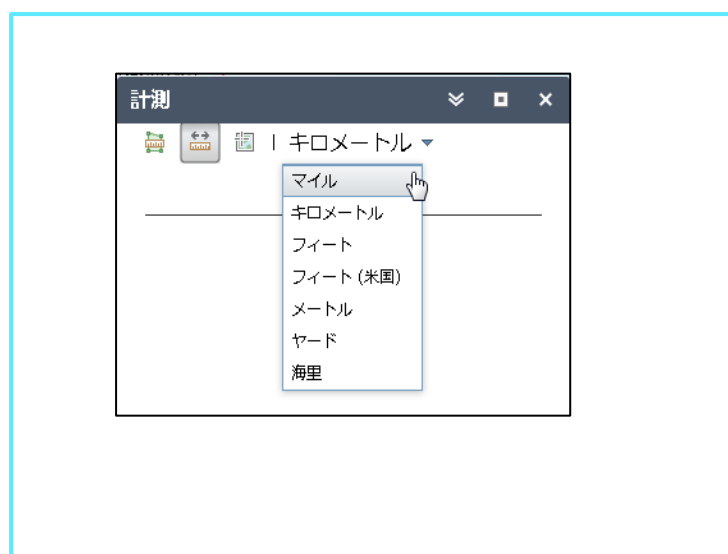 計測
キロメートル
マイル
キロメートル
フィート
フィート (米国)
メートル
ヤード
海里